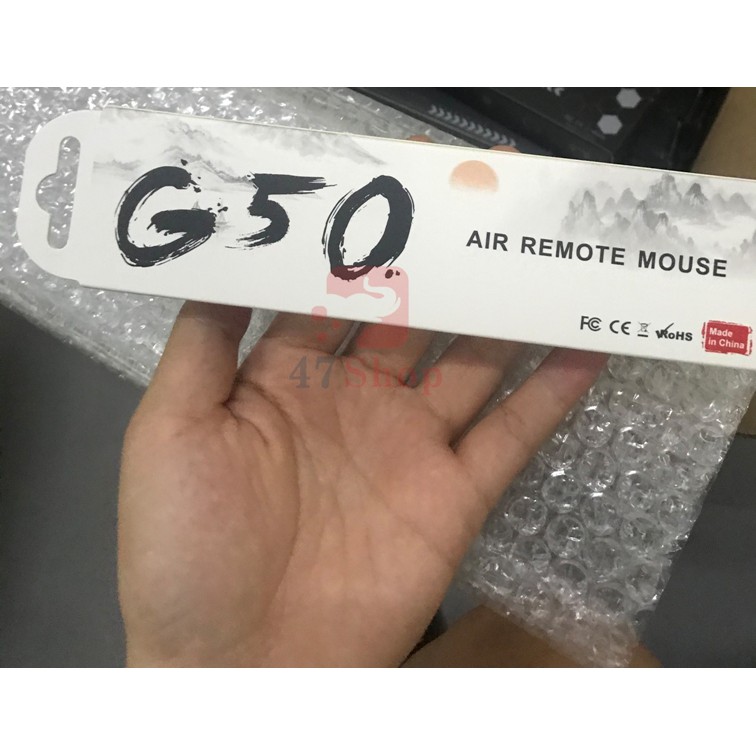 G50
AIR REMOTE MOUSE
FC CE RoHS
Made
in China
47Shop